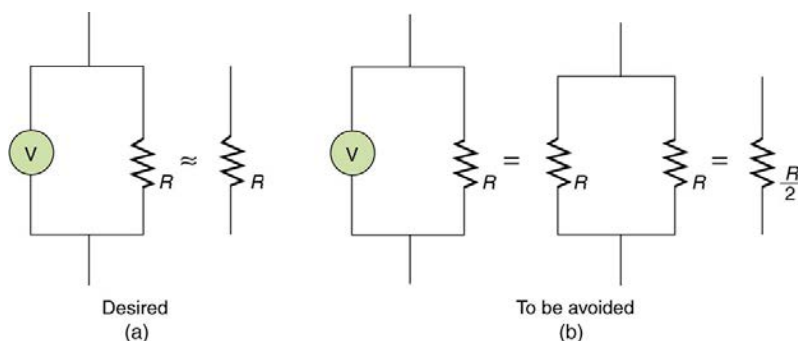 V R ≈ R
V R = R R = R/2
Desired To be avoided
(a) (b)